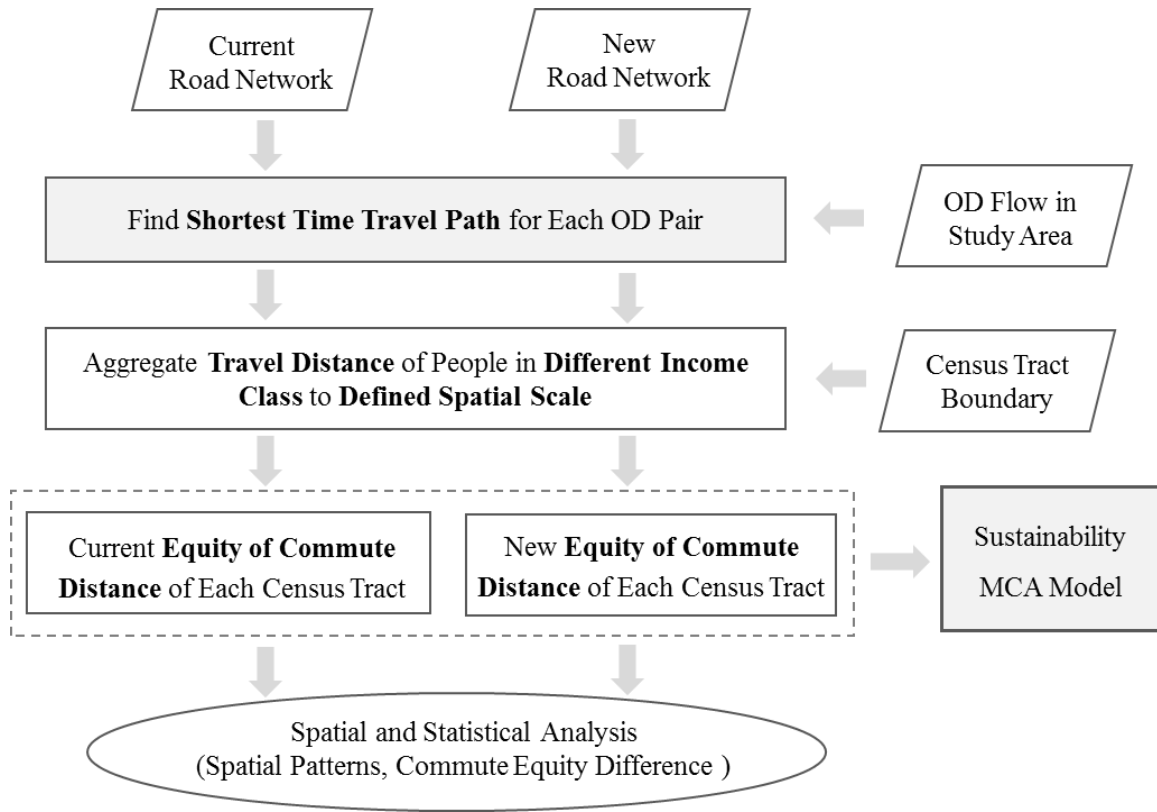 Current
Road Network
New
Road Network
Find Shortest Time Travel Path for Each OD Pair
OD Flow in
Study Area
Aggregate Travel Distance of People in Different Income
Class to Defined Spatial Scale
Census Tract
Boundary
Current Equity of Commute
Distance of Each Census Tract
New Equity of Commute
Distance of Each Census Tract
Sustainability
MCA Model
Spatial and Statistical Analysis
(Spatial Patterns, Commute Equity Difference )